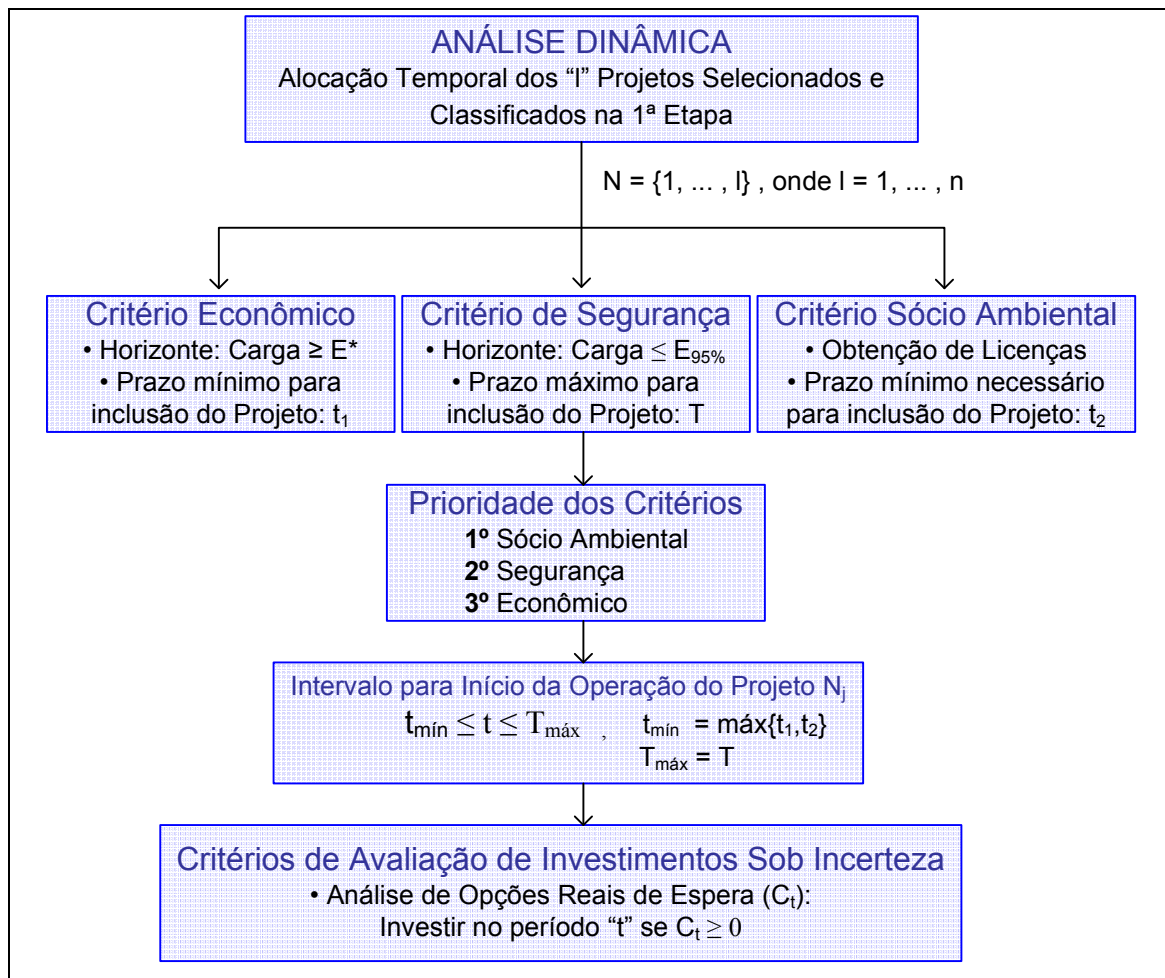 ANÁLISE DINÂMICA
Alocação Temporal dos “l” Projetos Selecionados e
Classificados na 1ª Etapa
N = {1, ... , l} , onde l = 1, ... , n
Critério Econômico
• Horizonte: Carga ≥ E*
• Prazo mínimo para
inclusão do Projeto: t₁
Critério de Segurança
• Horizonte: Carga ≤ E₉₅%
• Prazo máximo para
inclusão do Projeto: T
Critério Sócio Ambiental
• Obtenção de Licenças
• Prazo mínimo necessário
para inclusão do Projeto: t₂
Prioridade dos Critérios
1º Sócio Ambiental
2º Segurança
3º Econômico
Intervalo para Início da Operação do Projeto Nⱼ
tmín ≤ t ≤ Tmáx , tmín = máx{t₁,t₂}
Tmáx = T
Critérios de Avaliação de Investimentos Sob Incerteza
• Análise de Opções Reais de Espera (Cₜ):
Investir no período “t” se Cₜ ≥ 0